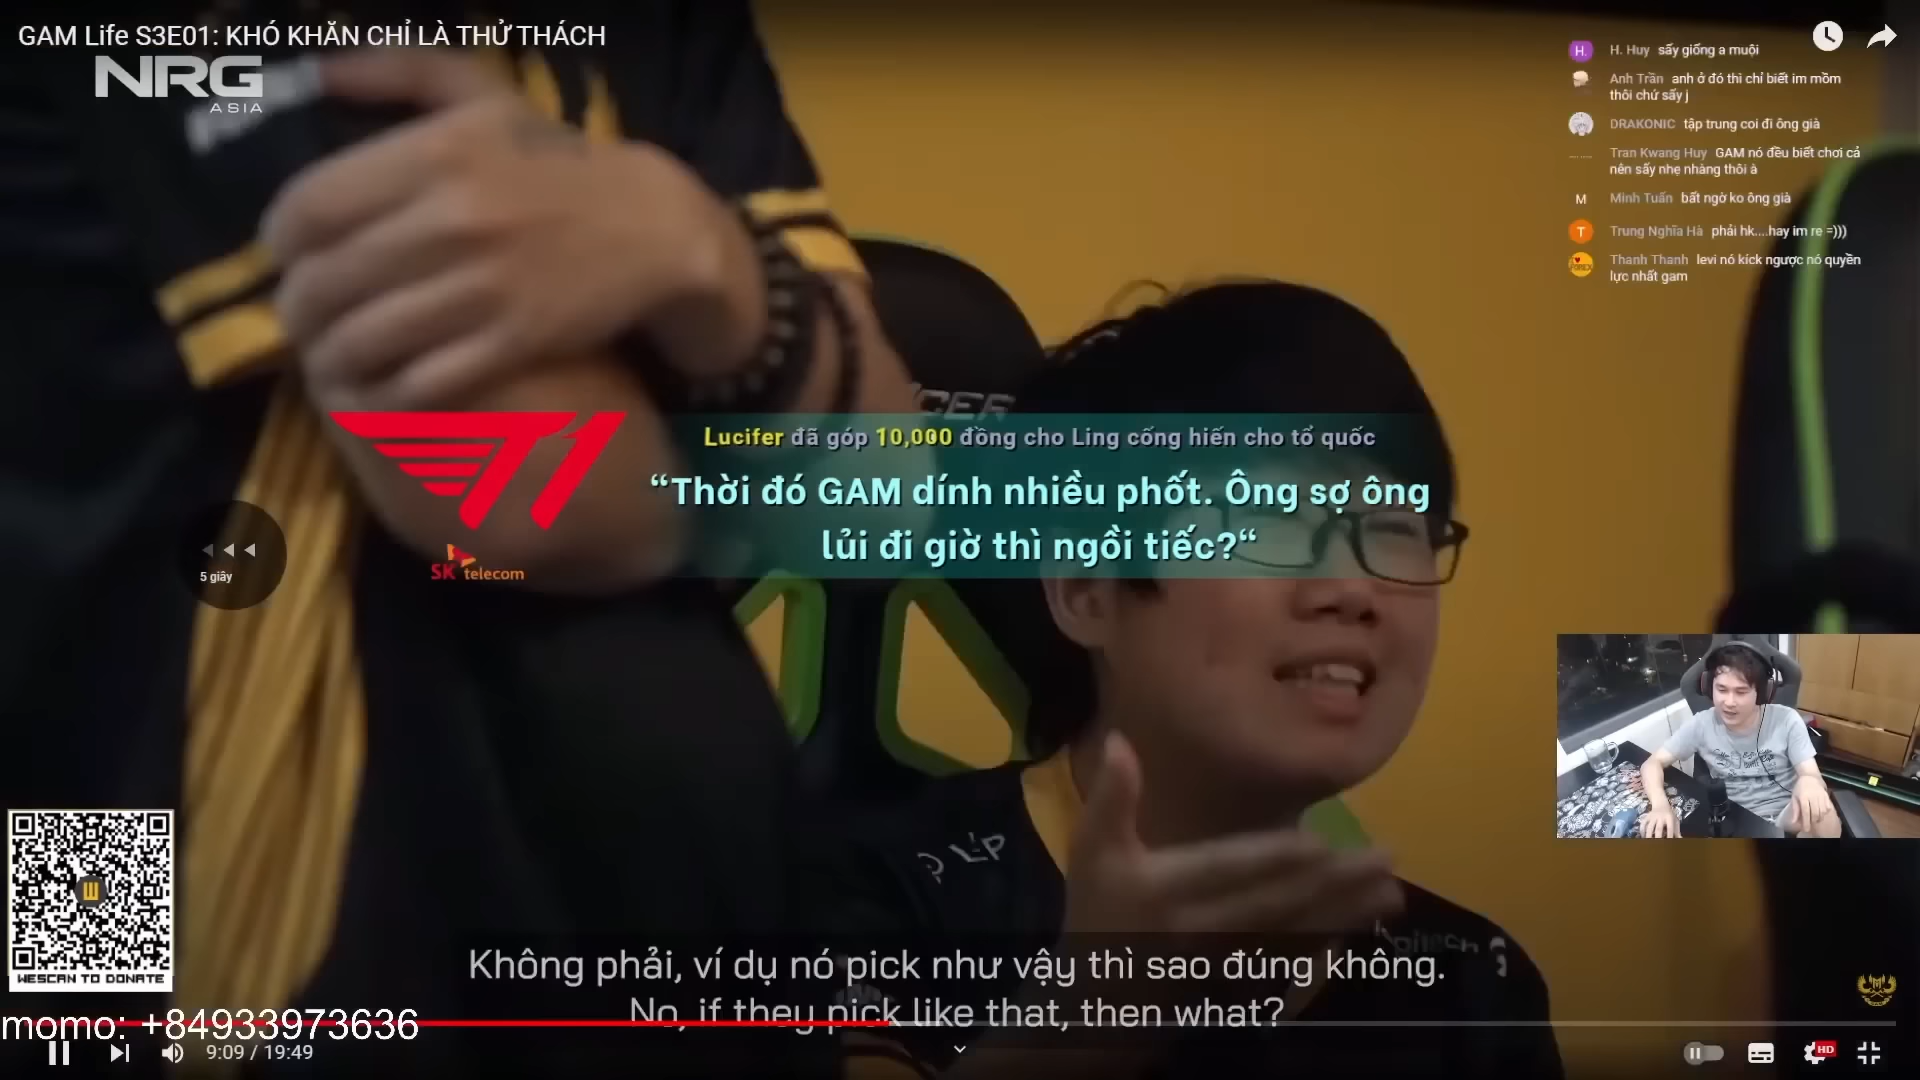 GAM Life S3E01: KHÓ KHĂN CHỈ LÀ THỬ THÁCH
NRG
ASIA
H. Huy sấy giống a muội
Anh Trần anh ở đó thì chỉ biết im mồm
thôi chứ sấy j
DRAKONIC tập trung coi đi ông già
Tran Kwang Huy GAM nó đều biết chơi cả
nên sấy nhẹ nhàng thôi à
M Minh Tuấn bất ngờ ko ông già
T Trung Nghĩa Hà phải hk....hay im re =)))
Thanh Thanh levi nó kích ngược nó quyền
lực nhất gam
T1
SK telecom
Lucifer đã góp 10,000 đồng cho Ling cống hiến cho tổ quốc
“Thời đó GAM dính nhiều phốt. Ông sợ ông
lủi đi giờ thì ngồi tiếc?“
5 giây
WESCAN TO DONATE
Không phải, ví dụ nó pick như vậy thì sao đúng không.
No, if they pick like that, then what?
momo: +84933973636
9:09 / 19:49
HD